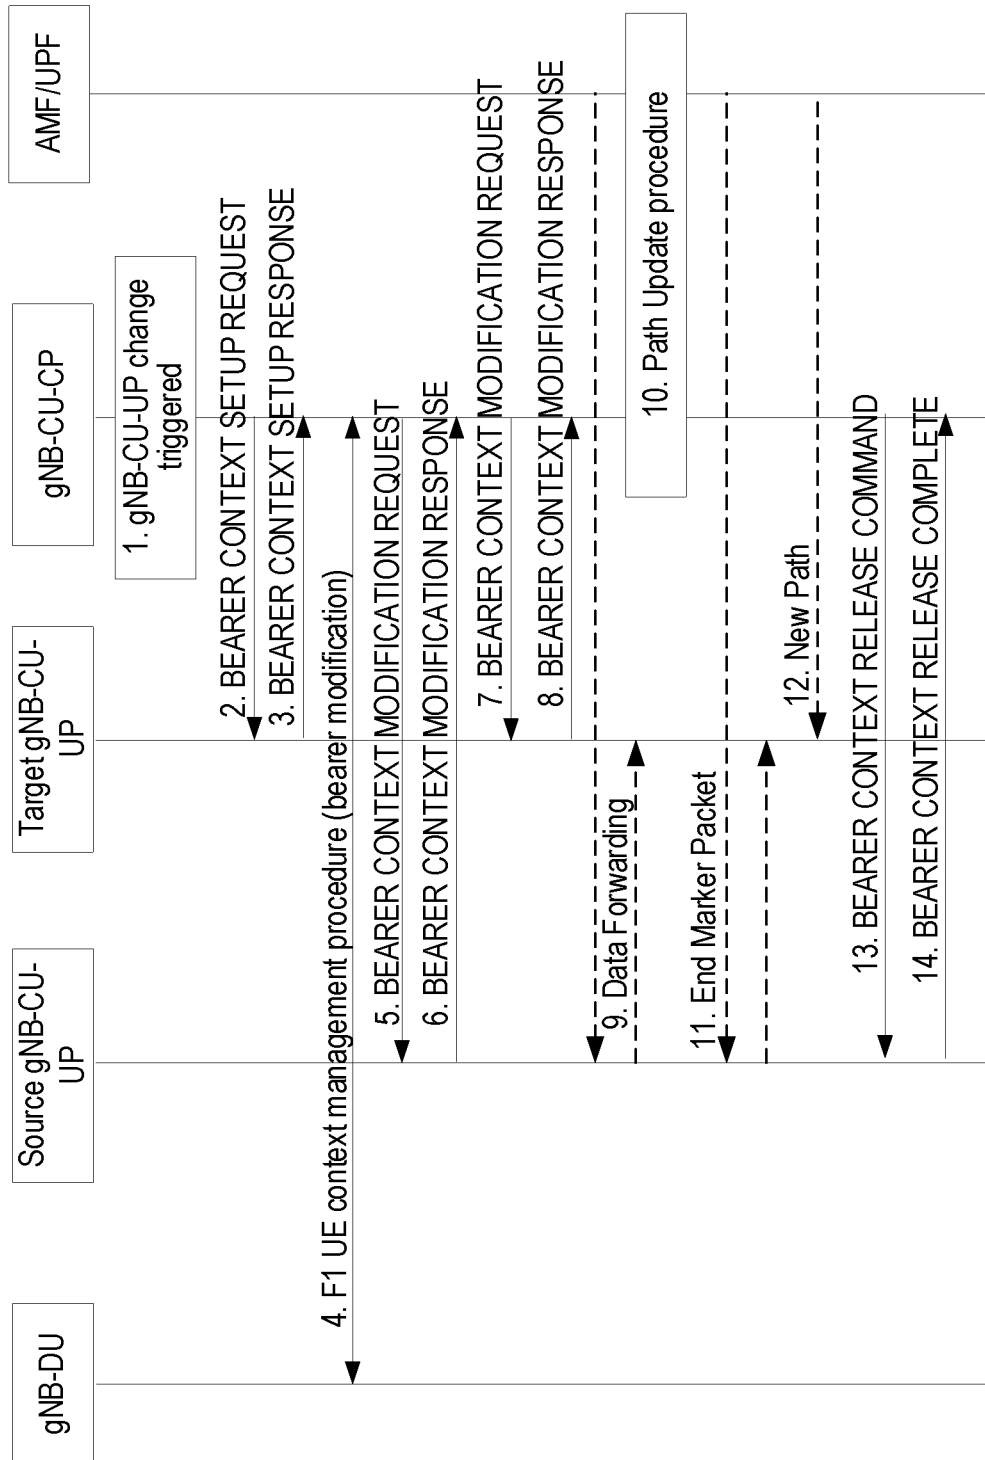 gNB-DU
Source gNB-CU-
UP
Target gNB-CU-
UP
gNB-CU-CP
AMF/UPF
1. gNB-CU-UP change
triggered
2. BEARER CONTEXT SETUP REQUEST
3. BEARER CONTEXT SETUP RESPONSE
4. F1 UE context management procedure (bearer modification)
5. BEARER CONTEXT MODIFICATION REQUEST
6. BEARER CONTEXT MODIFICATION RESPONSE
7. BEARER CONTEXT MODIFICATION REQUEST
8. BEARER CONTEXT MODIFICATION RESPONSE
9. Data Forwarding
10. Path Update procedure
11. End Marker Packet
12. New Path
13. BEARER CONTEXT RELEASE COMMAND
14. BEARER CONTEXT RELEASE COMPLETE